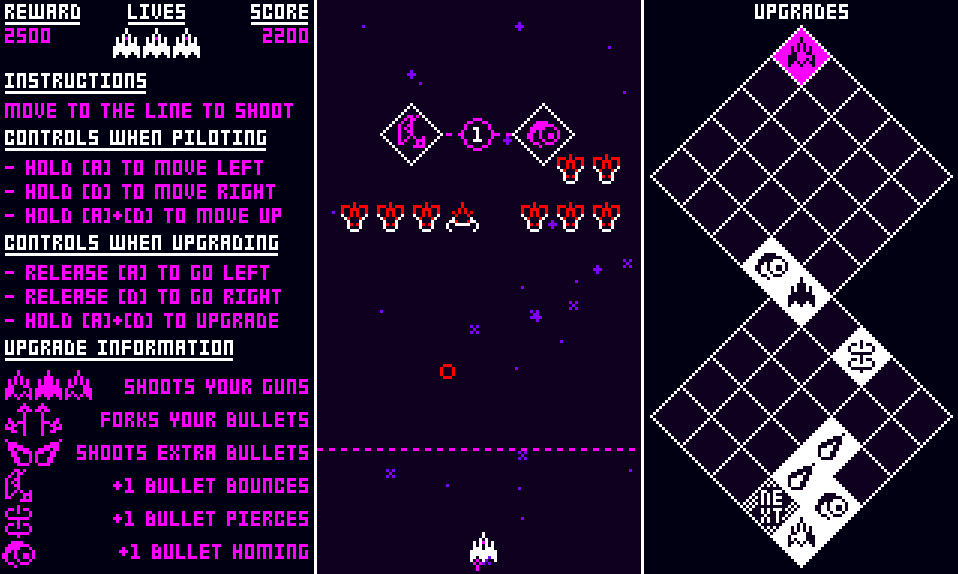 REWARD LIVES SCORE
2500 2200
INSTRUCTIONS
MOVE TO THE LINE TO SHOOT
CONTROLS WHEN PILOTING
- HOLD [A] TO MOVE LEFT
- HOLD [D] TO MOVE RIGHT
- HOLD [A]+[D] TO MOVE UP
CONTROLS WHEN UPGRADING
- RELEASE [A] TO GO LEFT
- RELEASE [D] TO GO RIGHT
- HOLD [A]+[D] TO UPGRADE
UPGRADE INFORMATION
SHOOTS YOUR GUNS
FORKS YOUR BULLETS
SHOOTS EXTRA BULLETS
+1 BULLET BOUNCES
+1 BULLET PIERCES
+1 BULLET HOMING
1
UPGRADES
NE
XT